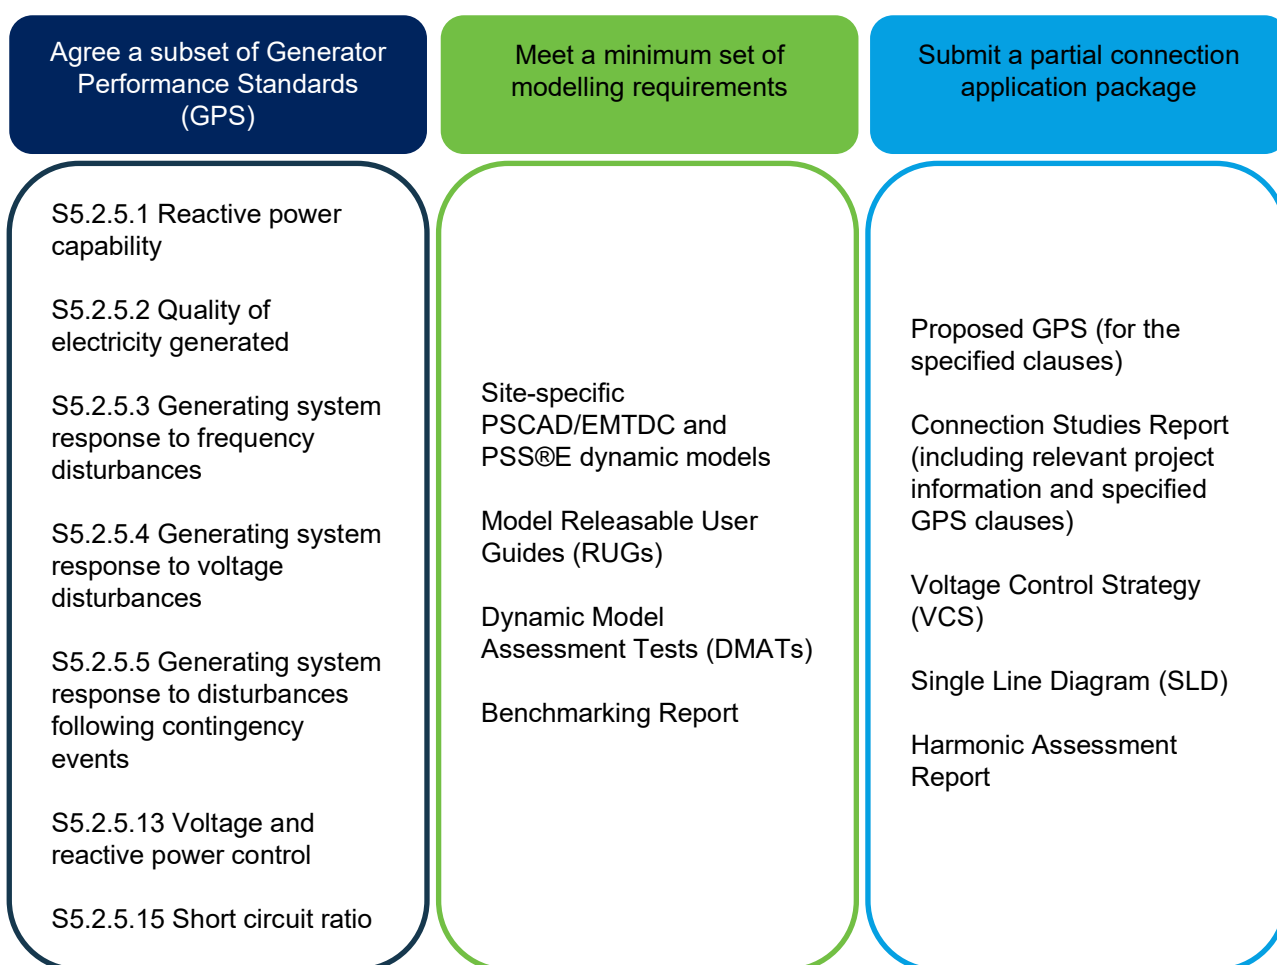 Agree a subset of Generator
Performance Standards
(GPS)
S5.2.5.1 Reactive power
capability
S5.2.5.2 Quality of
electricity generated
S5.2.5.3 Generating system
response to frequency
disturbances
S5.2.5.4 Generating system
response to voltage
disturbances
S5.2.5.5 Generating system
response to disturbances
following contingency
events
S5.2.5.13 Voltage and
reactive power control
S5.2.5.15 Short circuit ratio
Meet a minimum set of
modelling requirements
Site-specific
PSCAD/EMTDC and
PSS®E dynamic models
Model Releasable User
Guides (RUGs)
Dynamic Model
Assessment Tests (DMATs)
Benchmarking Report
Submit a partial connection
application package
Proposed GPS (for the
specified clauses)
Connection Studies Report
(including relevant project
information and specified
GPS clauses)
Voltage Control Strategy
(VCS)
Single Line Diagram (SLD)
Harmonic Assessment
Report